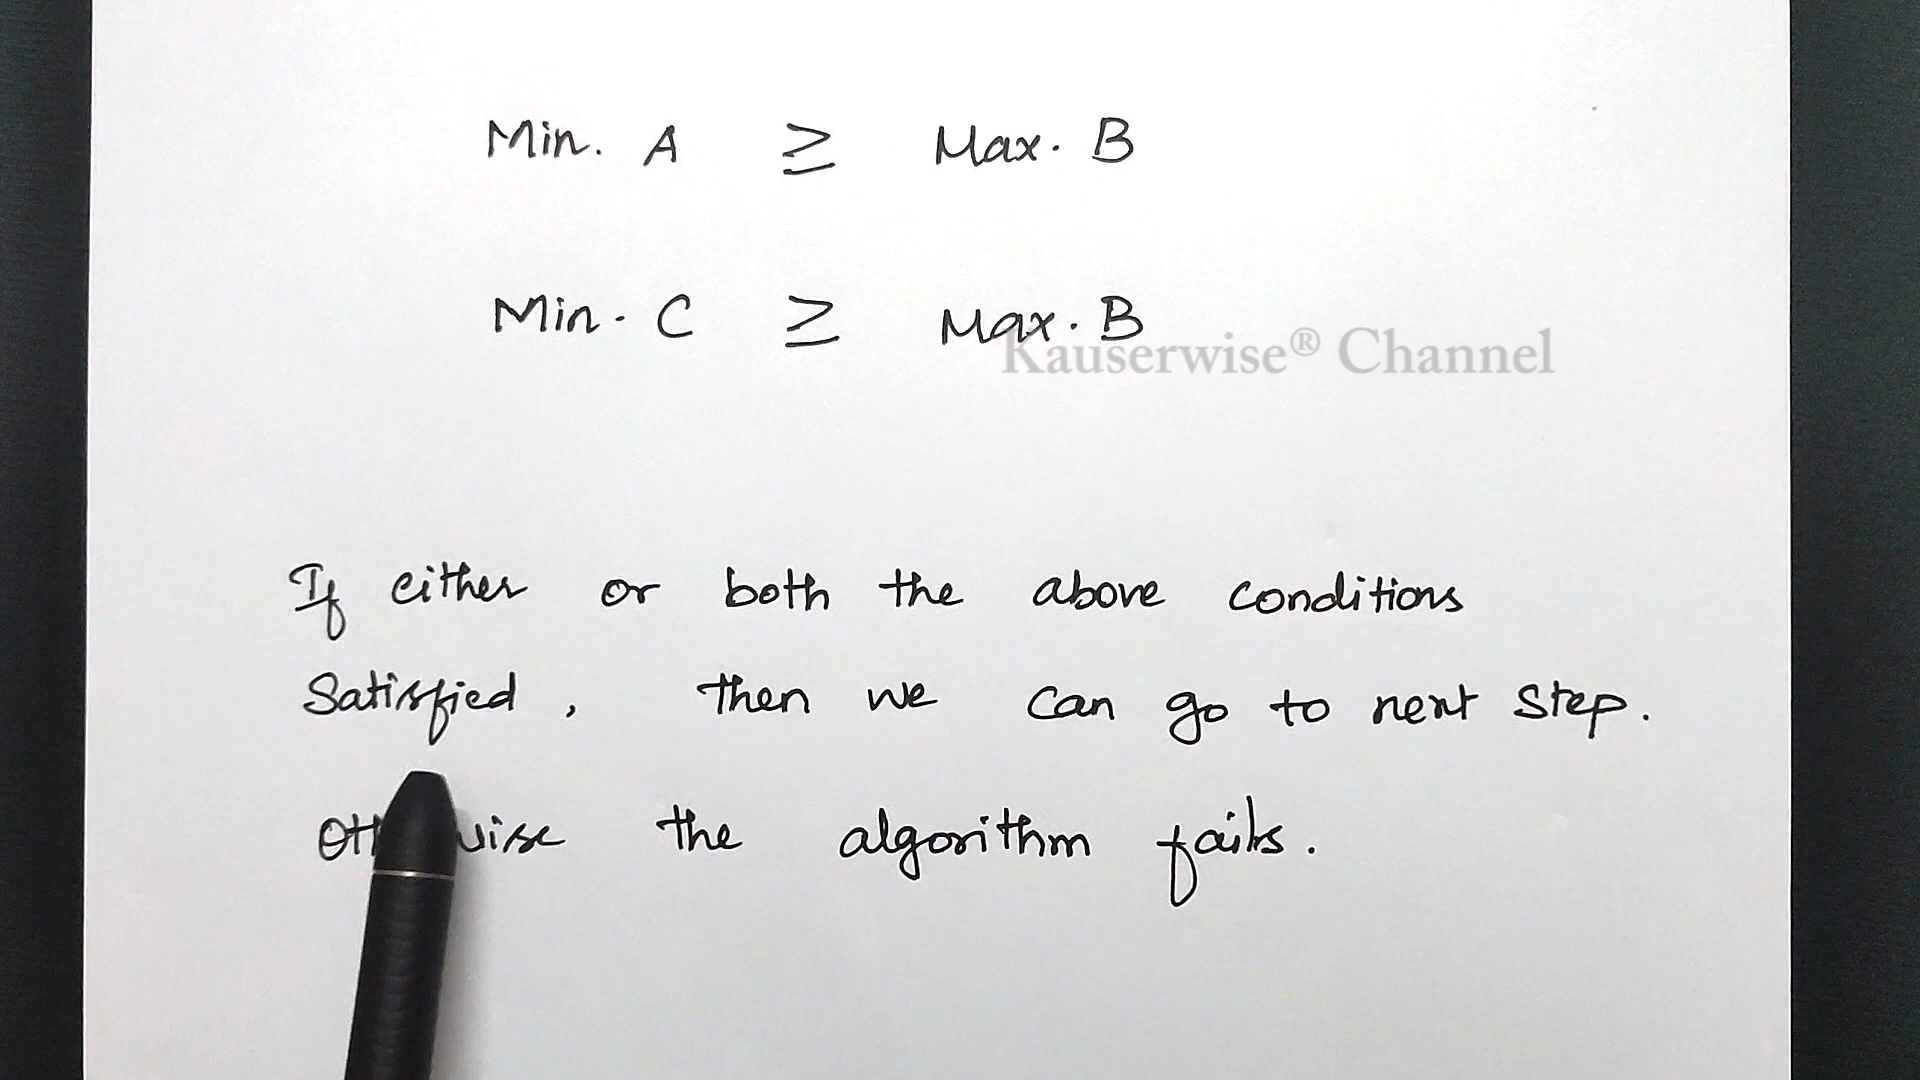 Min. A ≥ Max. B
Min. C ≥ Max. B
Kauserwise® Channel
If either or both the above conditions
Satisfied, then we can go to next step.
the algorithm fails.